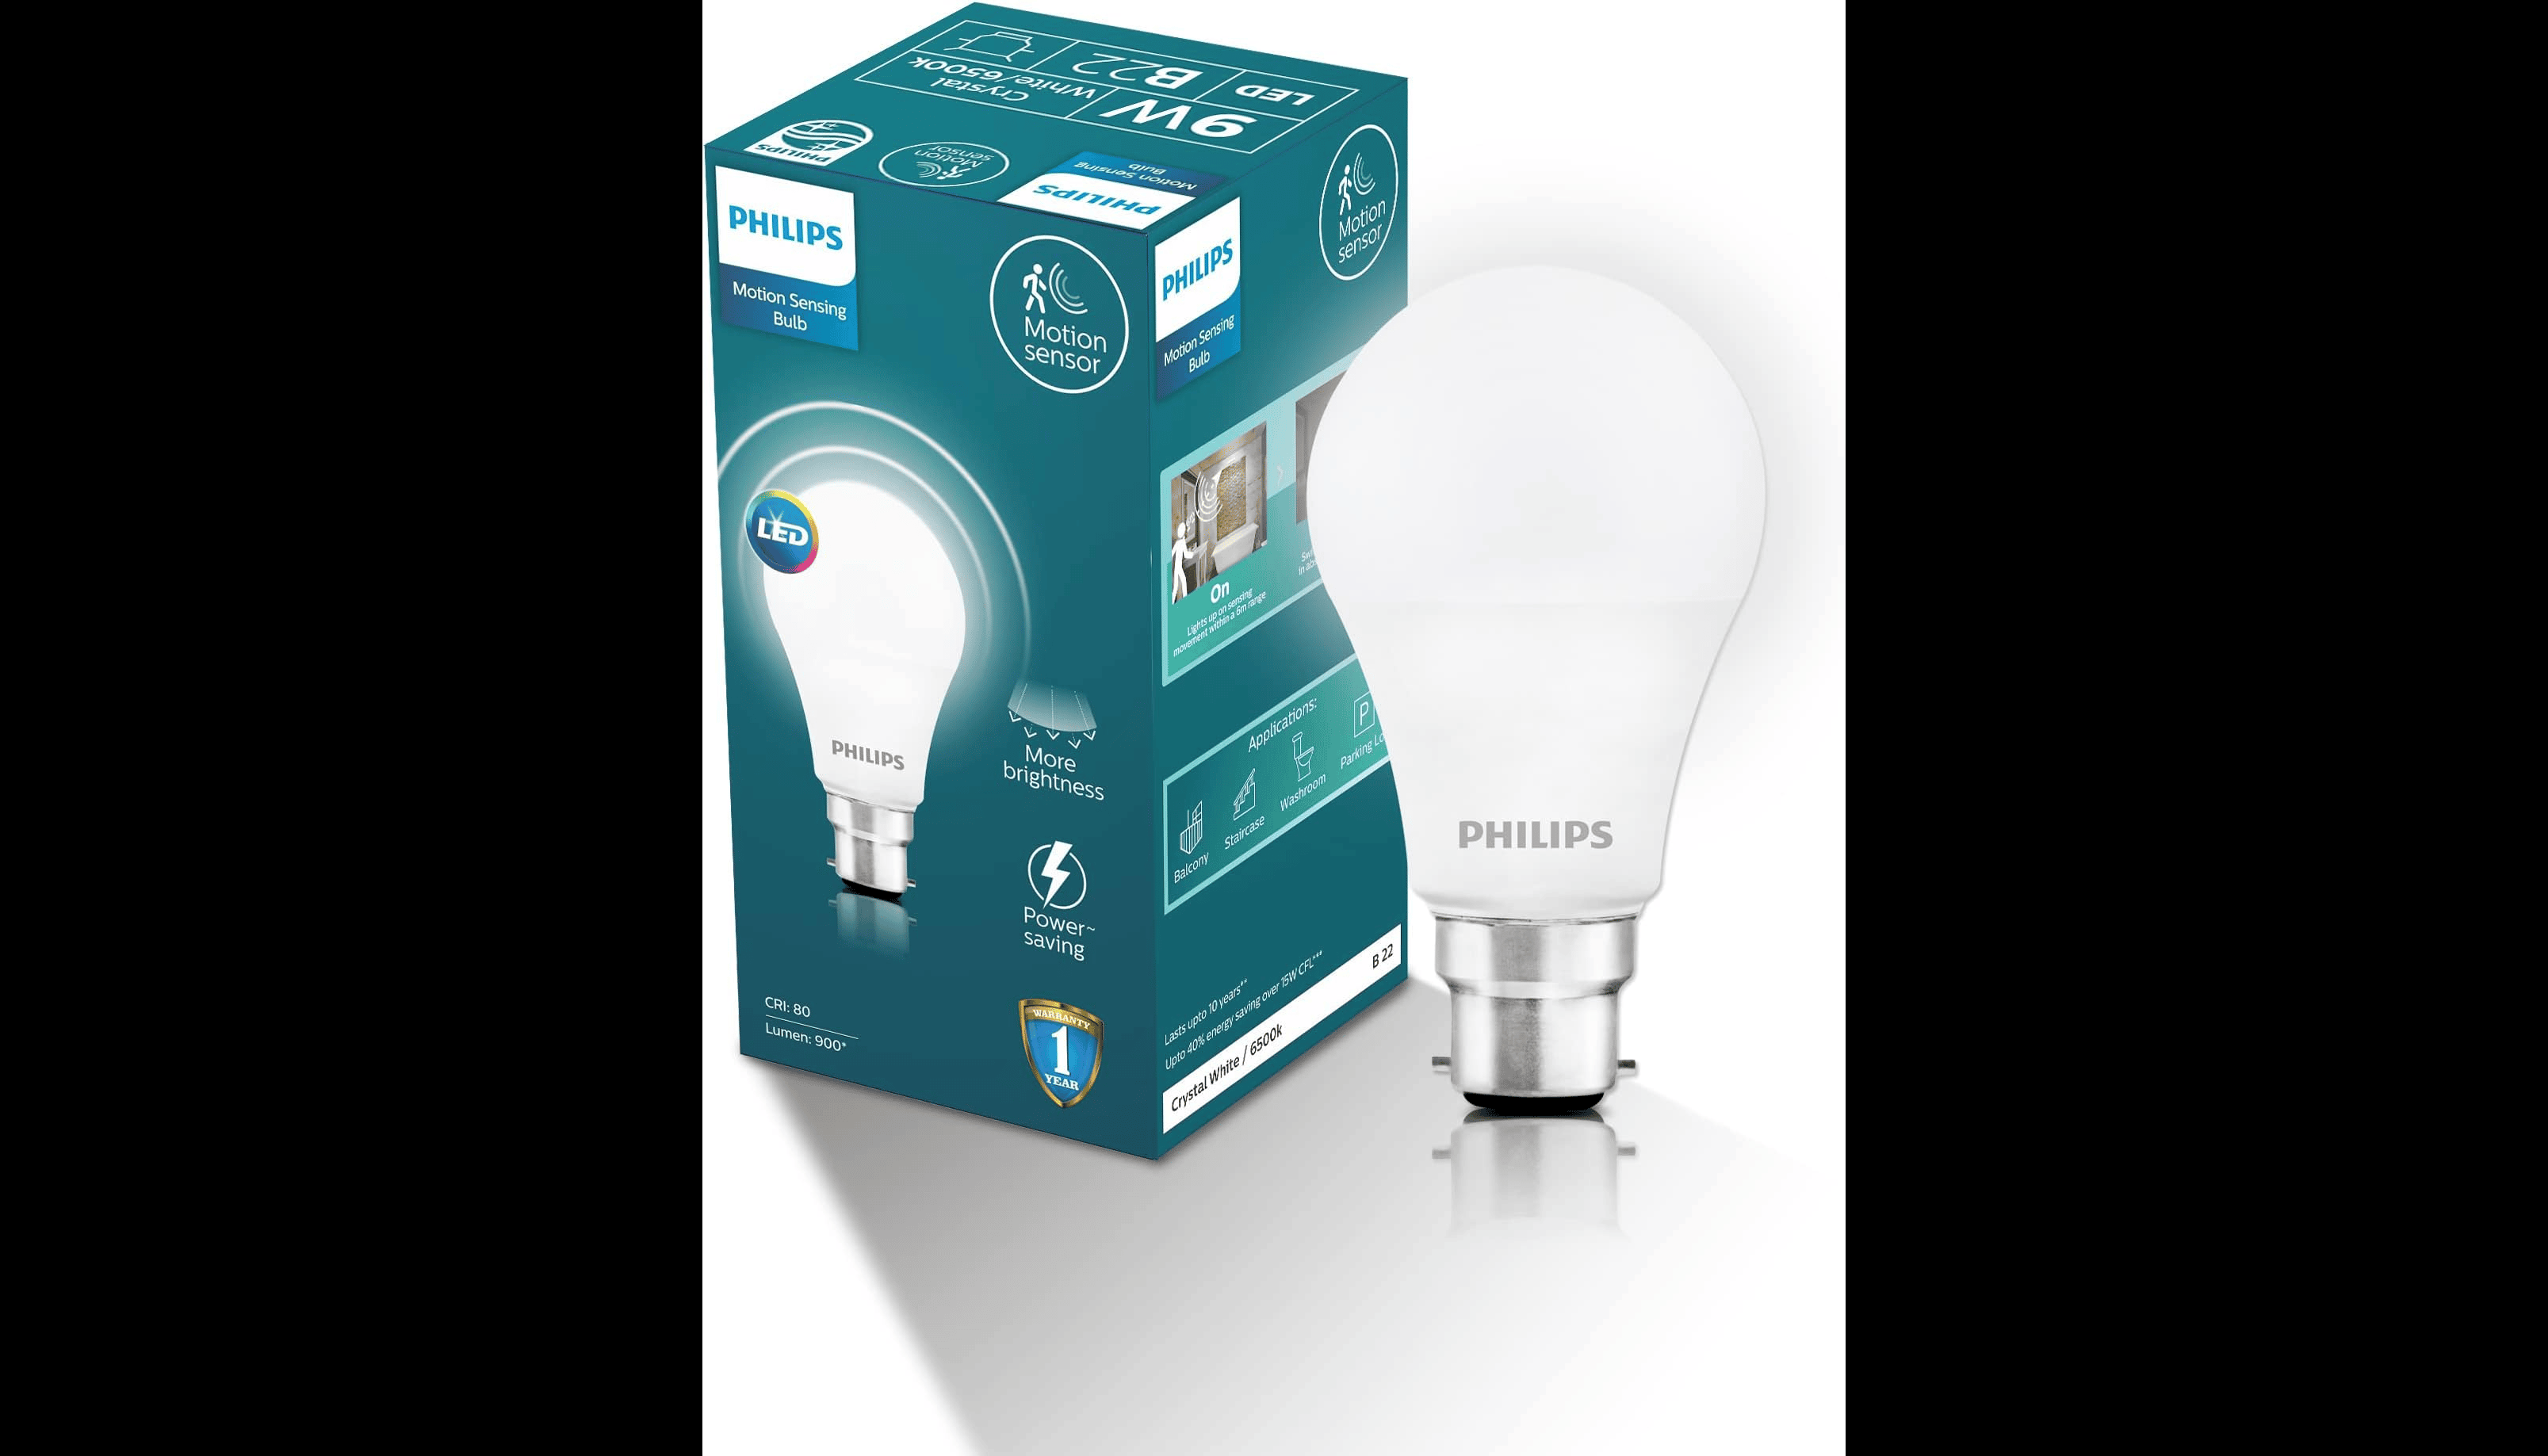 LED
B22
9W
Crystal
White/6500k
PHILIPS
Motion
sensor
PHILIPS
Motion Sensing
Bulb
PHILIPS
Motion Sensing
Bulb
Motion
sensor
LED
PHILIPS
More
brightness
Power~
saving
CRI: 80
Lumen: 900*
WARRANTY
1
YEAR
PHILIPS
Motion Sensing
Bulb
Motion
sensor
On
Lights up on sensing
movement within a 6m range
Applications:
Balcony
Staircase
Washroom
P
Parking
Lasts upto 10 years**
Upto 40% energy saving over 15W CFL***
Crystal White / 6500k
B 22
PHILIPS